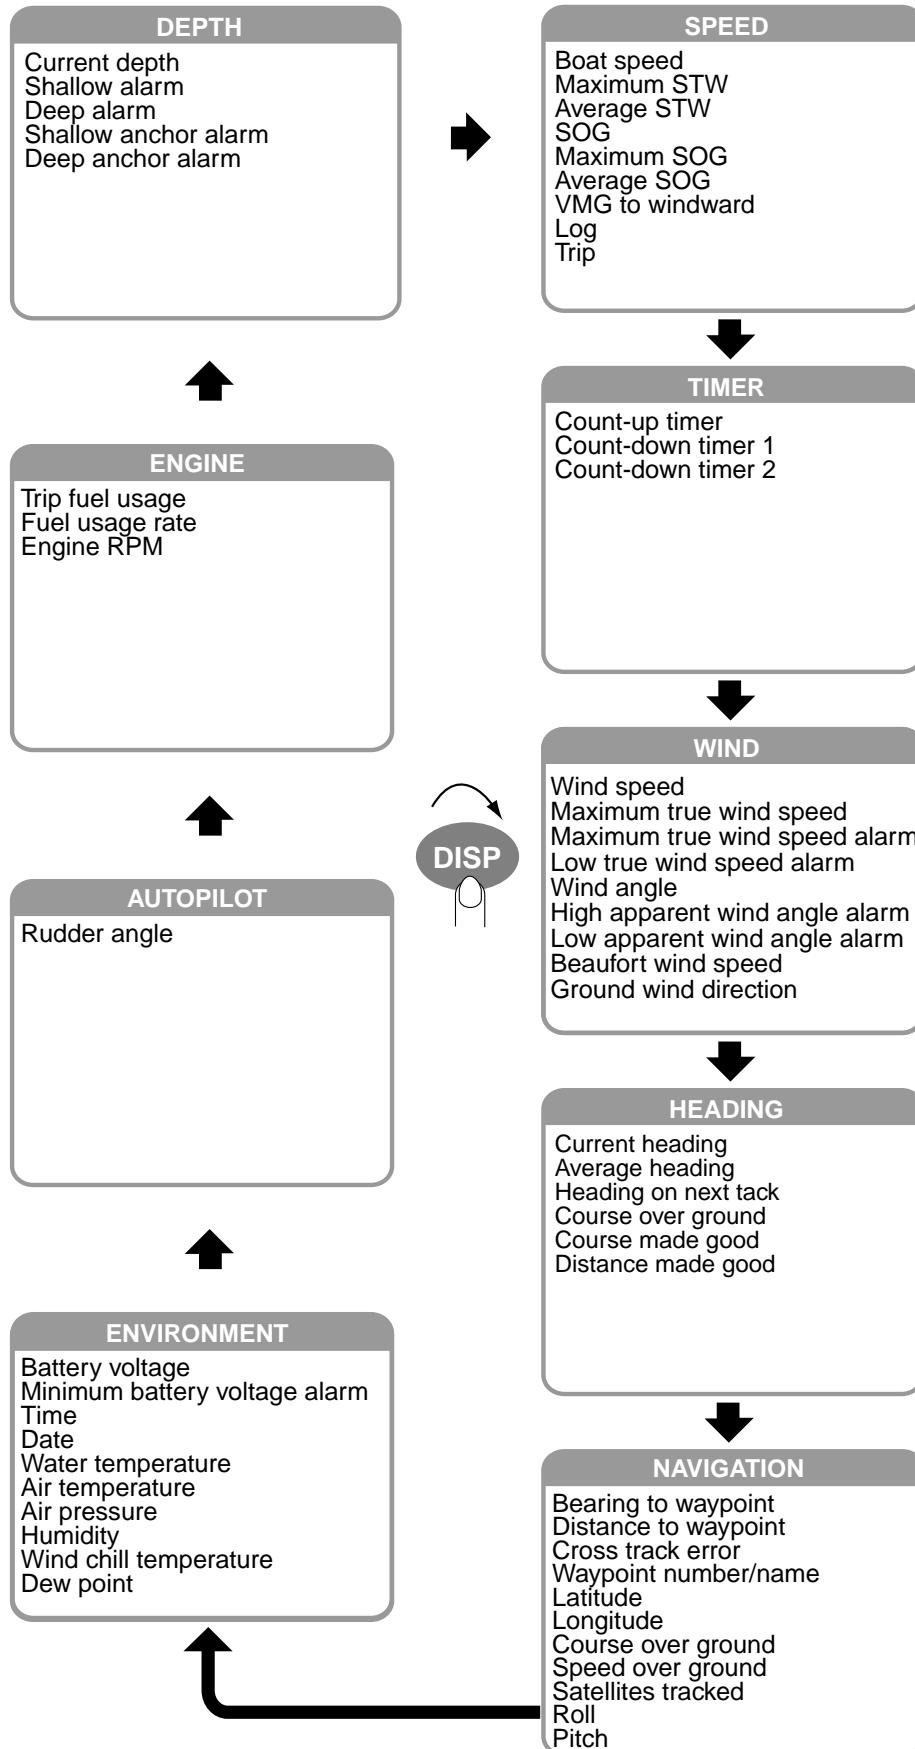 DEPTH
Current depth
Shallow alarm
Deep alarm
Shallow anchor alarm
Deep anchor alarm
SPEED
Boat speed
Maximum STW
Average STW
SOG
Maximum SOG
Average SOG
VMG to windward
Log
Trip
TIMER
Count-up timer
Count-down timer 1
Count-down timer 2
WIND
Wind speed
Maximum true wind speed
Maximum true wind speed alarm
Low true wind speed alarm
Wind angle
High apparent wind angle alarm
Low apparent wind angle alarm
Beaufort wind speed
Ground wind direction
HEADING
Current heading
Average heading
Heading on next tack
Course over ground
Course made good
Distance made good
NAVIGATION
Bearing to waypoint
Distance to waypoint
Cross track error
Waypoint number/name
Latitude
Longitude
Course over ground
Speed over ground
Satellites tracked
Roll
Pitch
ENVIRONMENT
Battery voltage
Minimum battery voltage alarm
Time
Date
Water temperature
Air temperature
Air pressure
Humidity
Wind chill temperature
Dew point
AUTOPILOT
Rudder angle
ENGINE
Trip fuel usage
Fuel usage rate
Engine RPM
DISP